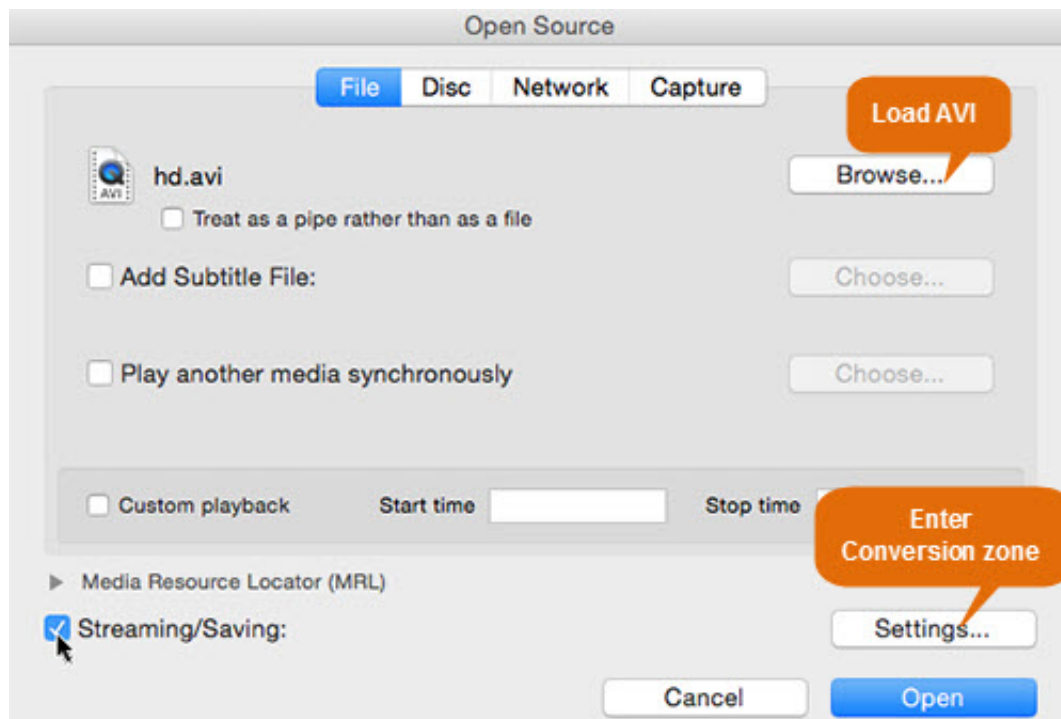 Open Source
File Disc Network Capture
Load AVI
AVI
hd.avi
Browse...
Treat as a pipe rather than as a file
Add Subtitle File:
Choose...
Play another media synchronously
Choose...
Custom playback Start time Stop time
Enter
Conversion zone
Media Resource Locator (MRL)
Streaming/Saving:
Settings...
Cancel Open